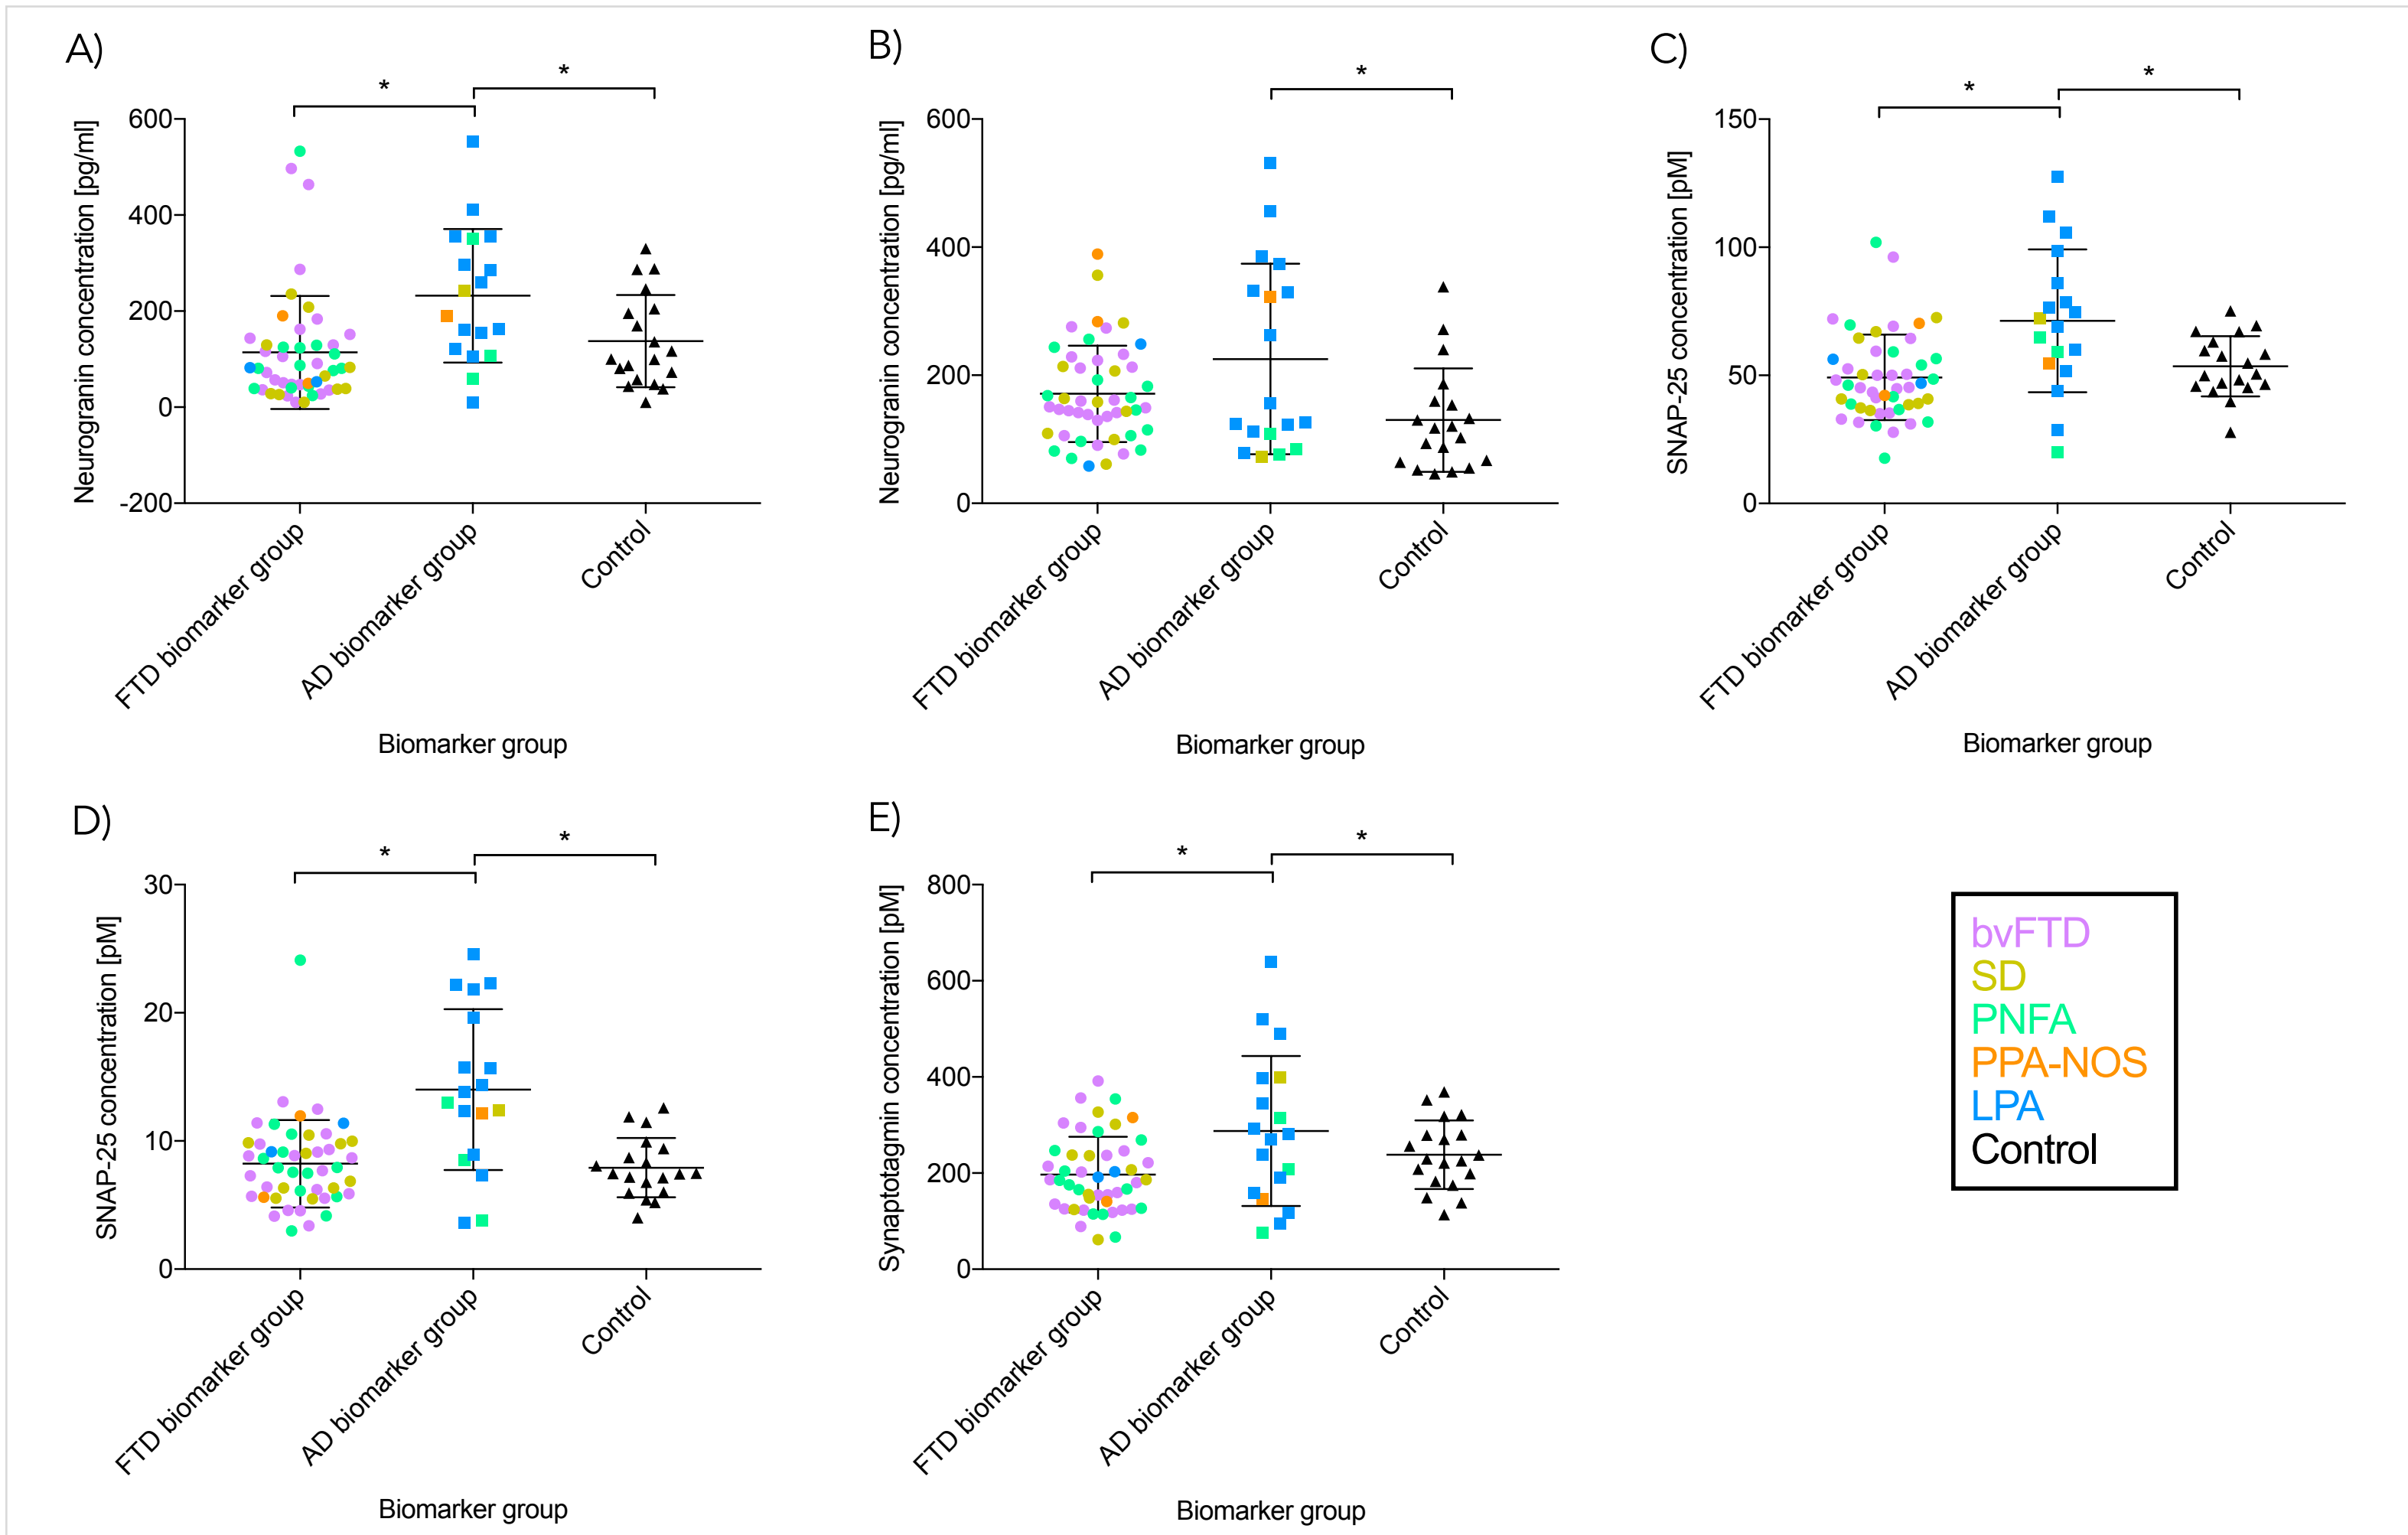 A)
*
*
Neurogranin concentration [pg/ml]
600
400
200
0
-200
FTD biomarker group
AD biomarker group
Control
Biomarker group
B)
*
Neurogranin concentration [pg/ml]
600
400
200
0
FTD biomarker group
AD biomarker group
Control
Biomarker group
C)
*
*
SNAP-25 concentration [pM]
150
100
50
0
FTD biomarker group
AD biomarker group
Control
Biomarker group
D)
*
*
SNAP-25 concentration [pM]
30
20
10
0
FTD biomarker group
AD biomarker group
Control
Biomarker group
E)
*
*
Synaptotagmin concentration [pM]
800
600
400
200
0
FTD biomarker group
AD biomarker group
Control
Biomarker group
bvFTD
SD
PNFA
PPA-NOS
LPA
Control